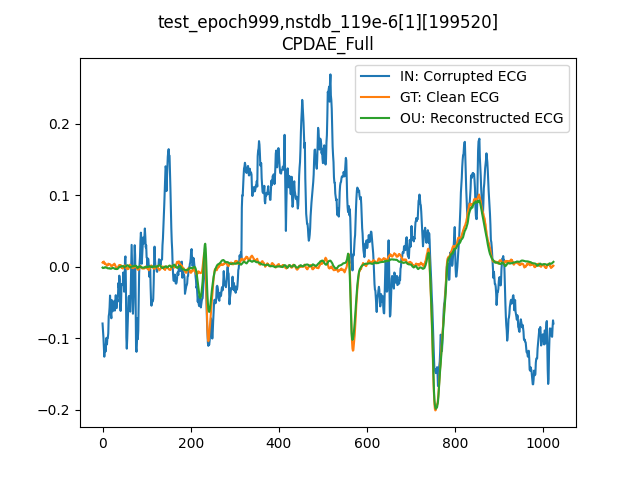 test_epoch999,nstdb_119e-6[1][199520]
CPDAE_Full
IN: Corrupted ECG
GT: Clean ECG
OU: Reconstructed ECG
0.2
0.1
0.0
−0.1
−0.2
0
200
400
600
800
1000